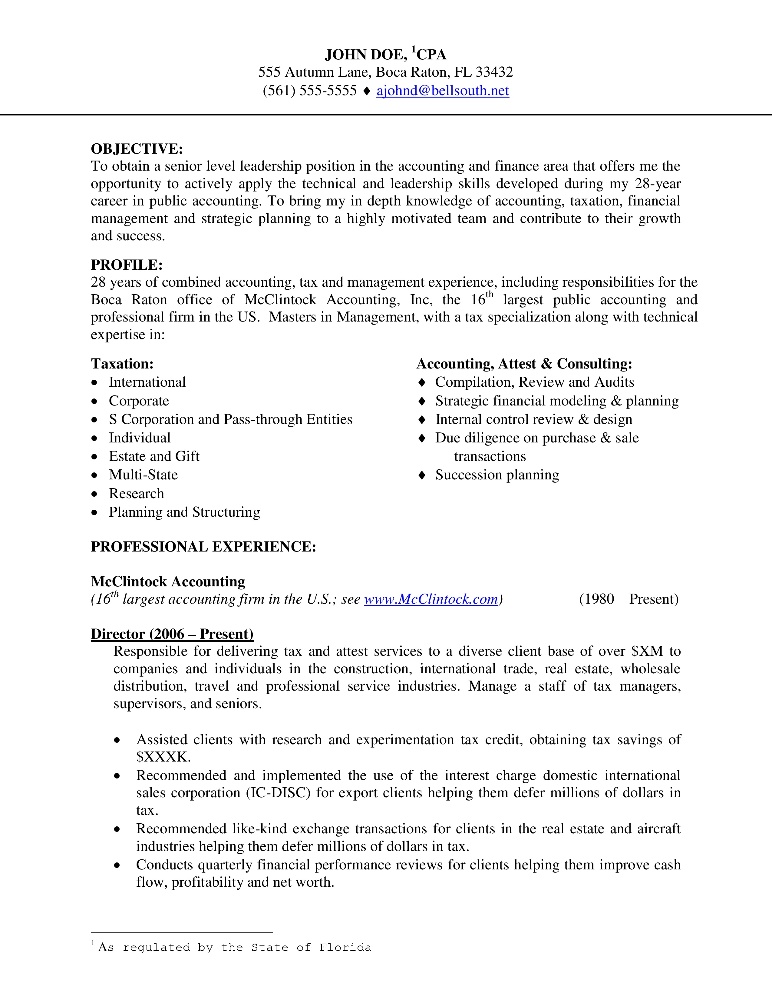 JOHN DOE, ¹CPA
555 Autumn Lane, Boca Raton, FL 33432
(561) 555-5555 ♦ ajohnd@bellsouth.net
OBJECTIVE:
To obtain a senior level leadership position in the accounting and finance area that offers me the
opportunity to actively apply the technical and leadership skills developed during my 28-year
career in public accounting. To bring my in depth knowledge of accounting, taxation, financial
management and strategic planning to a highly motivated team and contribute to their growth
and success.
PROFILE:
28 years of combined accounting, tax and management experience, including responsibilities for the
Boca Raton office of McClintock Accounting, Inc, the 16th largest public accounting and
professional firm in the US. Masters in Management, with a tax specialization along with technical
expertise in:
Taxation:
• International
• Corporate
• S Corporation and Pass-through Entities
• Individual
• Estate and Gift
• Multi-State
• Research
• Planning and Structuring
Accounting, Attest & Consulting:
♦ Compilation, Review and Audits
♦ Strategic financial modeling & planning
♦ Internal control review & design
♦ Due diligence on purchase & sale
transactions
♦ Succession planning
PROFESSIONAL EXPERIENCE:
McClintock Accounting
(16th largest accounting firm in the U.S.; see www.McClintock.com) (1980 Present)
Director (2006 – Present)
Responsible for delivering tax and attest services to a diverse client base of over $XM to
companies and individuals in the construction, international trade, real estate, wholesale
distribution, travel and professional service industries. Manage a staff of tax managers,
supervisors, and seniors.
• Assisted clients with research and experimentation tax credit, obtaining tax savings of
$XXXK.
• Recommended and implemented the use of the interest charge domestic international
sales corporation (IC-DISC) for export clients helping them defer millions of dollars in
tax.
• Recommended like-kind exchange transactions for clients in the real estate and aircraft
industries helping them defer millions of dollars in tax.
• Conducts quarterly financial performance reviews for clients helping them improve cash
flow, profitability and net worth.
¹ As regulated by the State of Florida